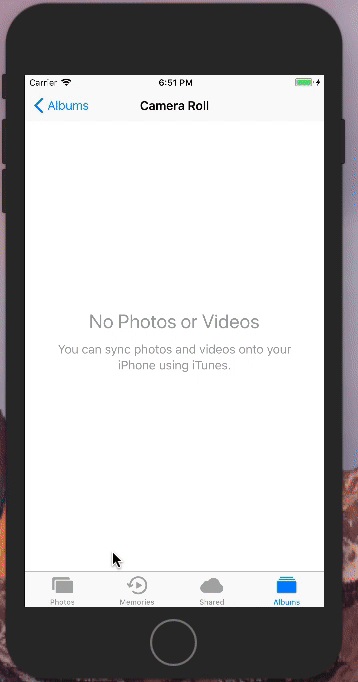 Carrier 6:51 PM
Albums Camera Roll
No Photos or Videos
You can sync photos and videos onto your
iPhone using iTunes.
Photos Memories Shared Albums